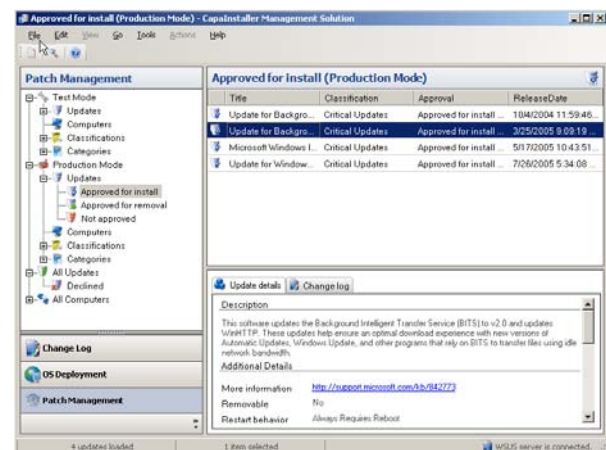 Approved for install (Production Mode) - CapaInstaller Management Solution
File Edit View Go Tools Actions Help
Patch Management
Test Mode
Updates
Computers
Classifications
Categories
Production Mode
Updates
Approved for install
Approved for removal
Not approved
Computers
Classifications
Categories
All Updates
Declined
All Computers
Change Log
OS Deployment
Patch Management
Approved for install (Production Mode)
Title Classification Approval ReleaseDate
Update for Backgro... Critical Updates Approved for install ... 10/4/2004 11:59:46...
Update for Backgro... Critical Updates Approved for install ... 3/25/2005 9:09:19 ...
Microsoft Windows I... Critical Updates Approved for install ... 5/17/2005 10:43:51...
Update for Window... Critical Updates Approved for install ... 7/26/2005 5:34:08 ...
Update details Change log
Description
This software updates the Background Intelligent Transfer Service (BITS) to v2.0 and updates
WinHTTP. These updates help ensure an optimal download experience with new versions of
Automatic Updates, Windows Update, and other programs that rely on BITS to transfer files using idle
network bandwidth.
Additional Details
More information http://support.microsoft.com/kb/842773
Removable No
Restart behavior Always Requires Reboot
4 updates loaded 1 item selected WSUS server is connected.